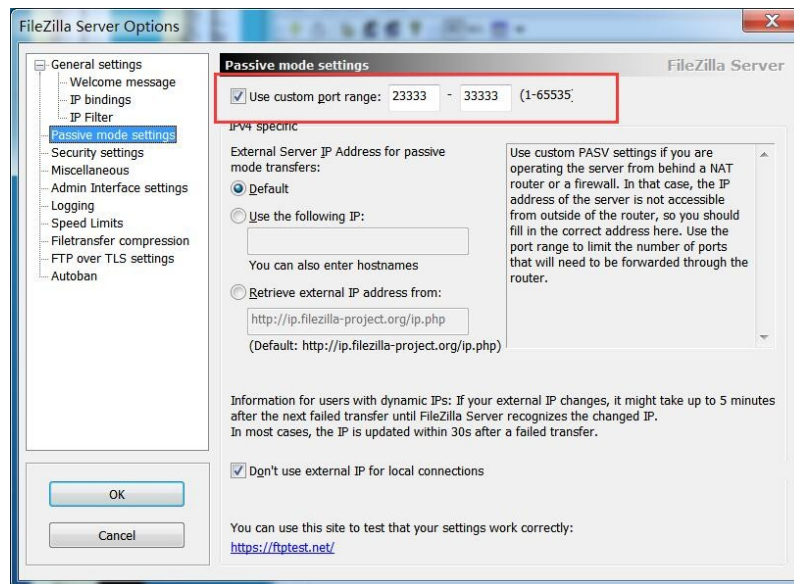 FileZilla Server Options
General settings
Welcome message
IP bindings
IP Filter
Passive mode settings
Security settings
Miscellaneous
Admin Interface settings
Logging
Speed Limits
Filetransfer compression
FTP over TLS settings
Autoban
OK
Cancel
Passive mode settings
FileZilla Server
Use custom port range: 23333 - 33333 (1-65535)
IPv4 specific
External Server IP Address for passive
mode transfers:
Default
Use the following IP:
You can also enter hostnames
Retrieve external IP address from:
http://ip.filezilla-project.org/ip.php
(Default: http://ip.filezilla-project.org/ip.php)
Use custom PASV settings if you are
operating the server from behind a NAT
router or a firewall. In that case, the IP
address of the server is not accessible
from outside of the router, so you should
fill in the correct address here. Use the
port range to limit the number of ports
that will need to be forwarded through the
router.
Information for users with dynamic IPs: If your external IP changes, it might take up to 5 minutes
after the next failed transfer until FileZilla Server recognizes the changed IP.
In most cases, the IP is updated within 30s after a failed transfer.
Don't use external IP for local connections
You can use this site to test that your settings work correctly:
https://ftptest.net/